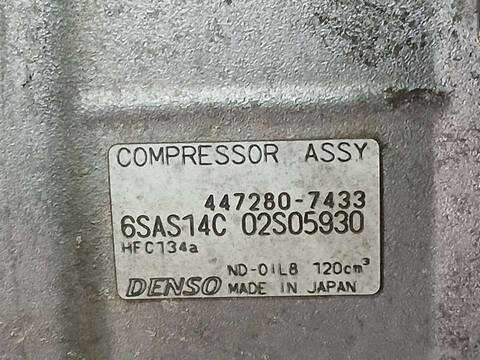 COMPRESSOR ASSY
447280-7433
6SAS14C 02S05930
HFC134a
ND-OIL8 120cm³
DENSO MADE IN JAPAN